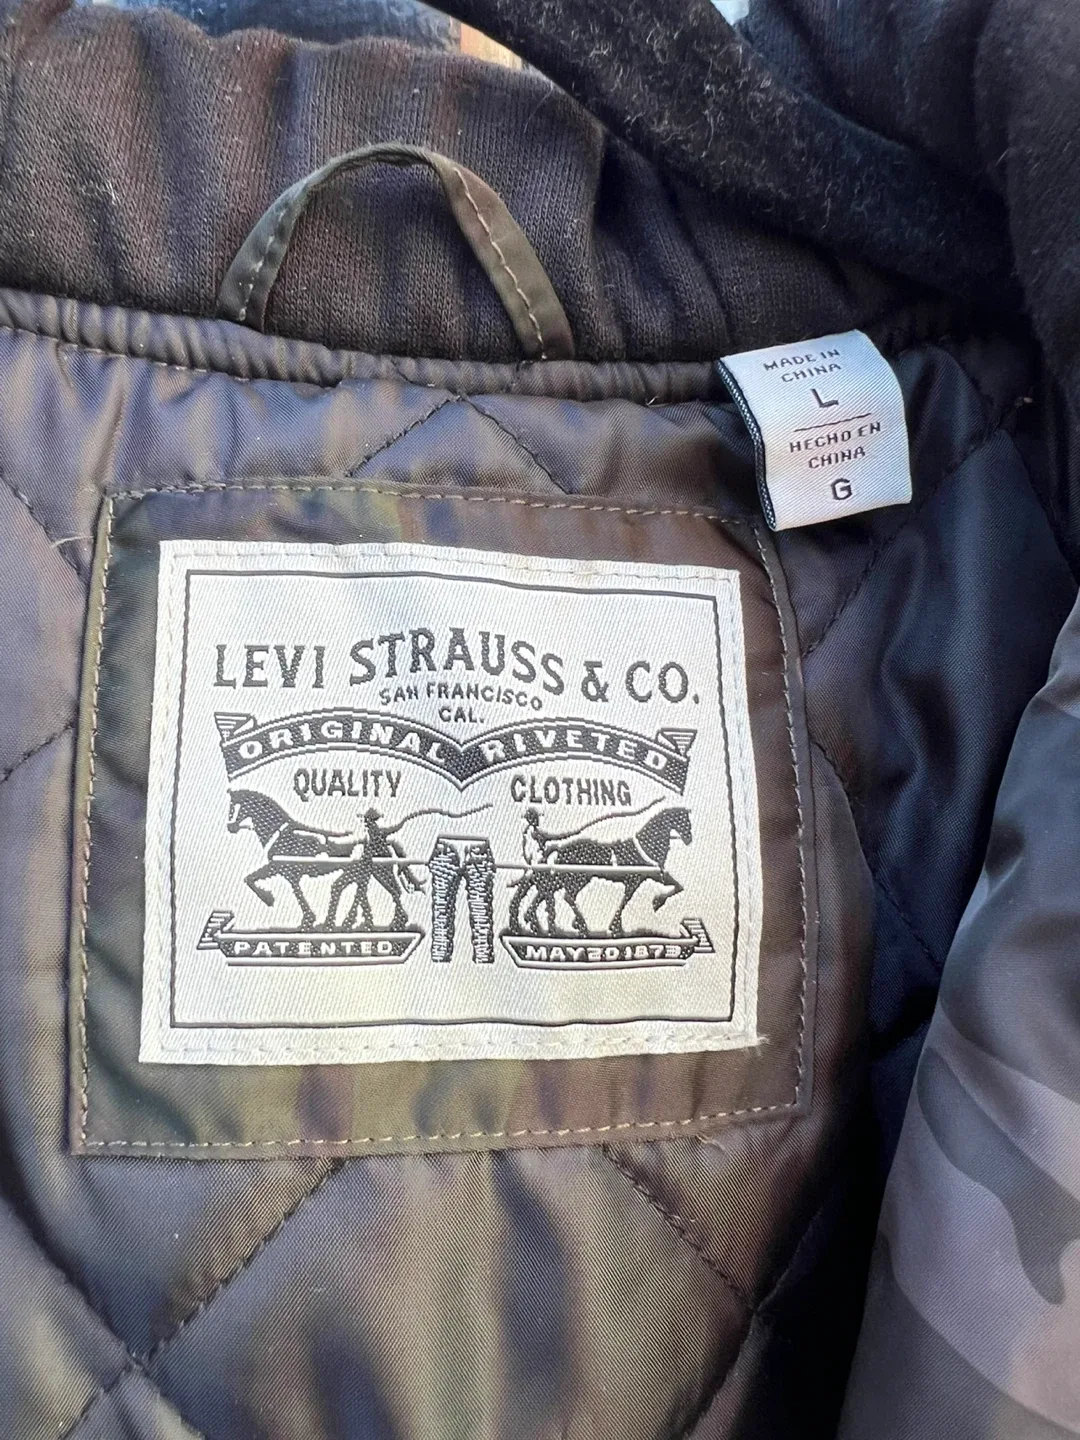 MADE IN
CHINA
L
HECHO EN
CHINA
G
LEVI STRAUSS & CO.
SAN FRANCISCO
CAL.
ORIGINAL RIVETED
QUALITY CLOTHING
PATENTED MAY 20 1873